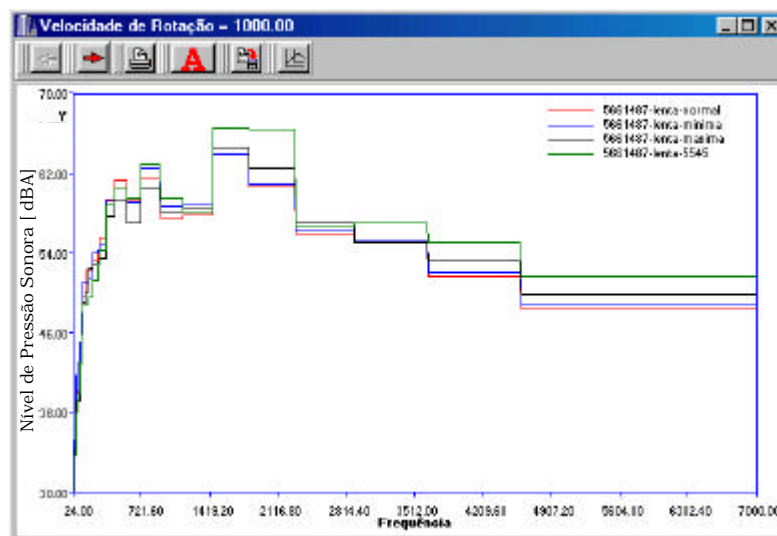 Velocidade de Rotação = 1000.00
A
70.00
Y
62.00
54.00
46.00
38.00
30.00
Nível de Pressão Sonora [dBA]
5661487-lenta-normal
5661487-lenta-minima
5661487-lenta-maxima
5661487-lenta-5545
24.00 721.60 1419.20 2116.80 2814.40 3512.00 4209.60 4907.20 5604.80 6302.40 7000.00
Frequência